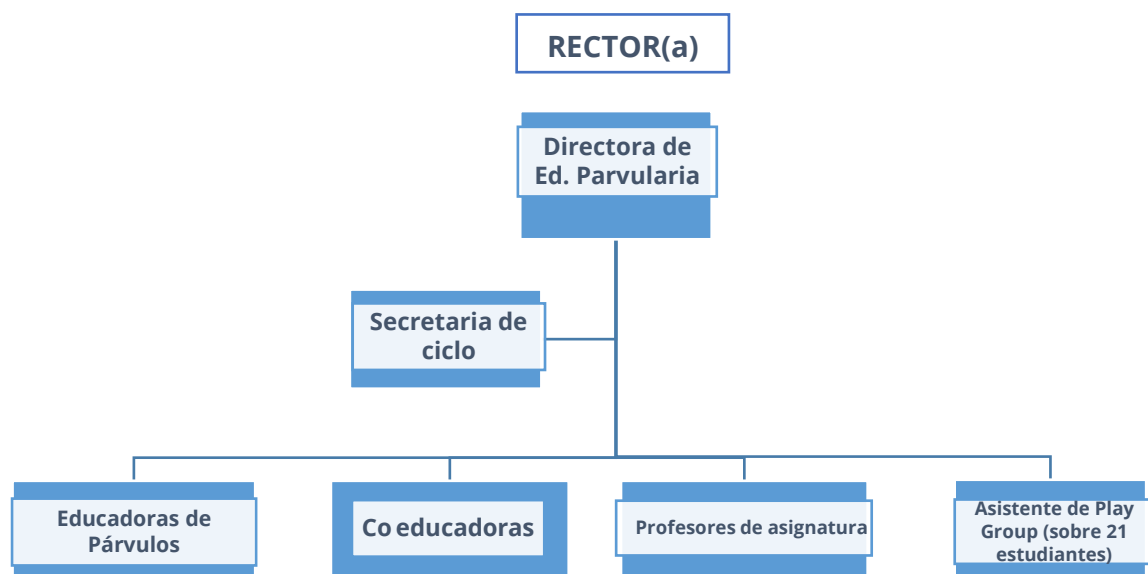 RECTOR(a)
Directora de
Ed. Parvularia
Secretaria de
ciclo
Educadoras de
Párvulos
Co educadoras
Profesores de asignatura
Asistente de Play
Group (sobre 21
estudiantes)